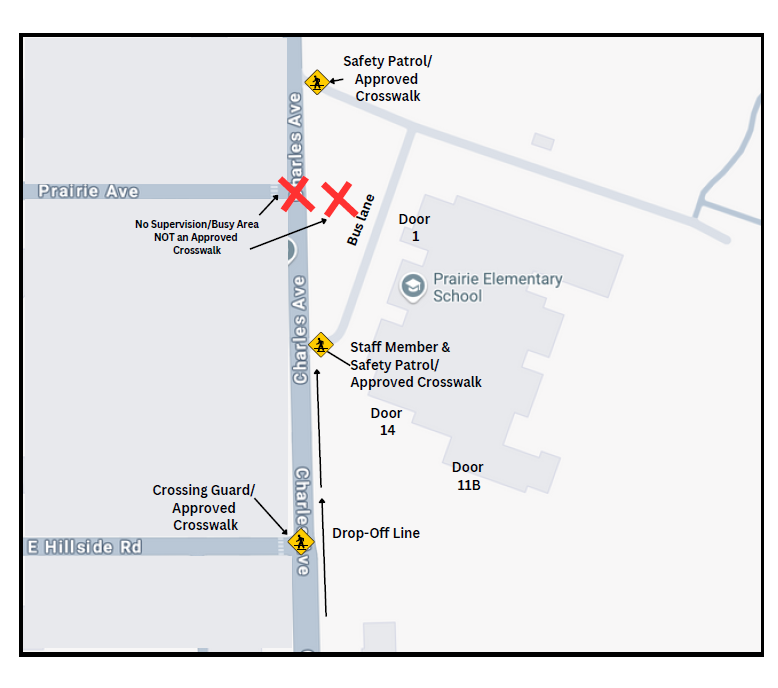 Safety Patrol/
Approved
Crosswalk
Charles Ave
Prairie Ave
No Supervision/Busy Area
NOT an Approved
Crosswalk
Bus lane
Door
1
Prairie Elementary
School
Charles Ave
Staff Member &
Safety Patrol/
Approved Crosswalk
Door
14
Door
11B
Crossing Guard/
Approved
Crosswalk
Drop-Off Line
E Hillside Rd
Charles Ave